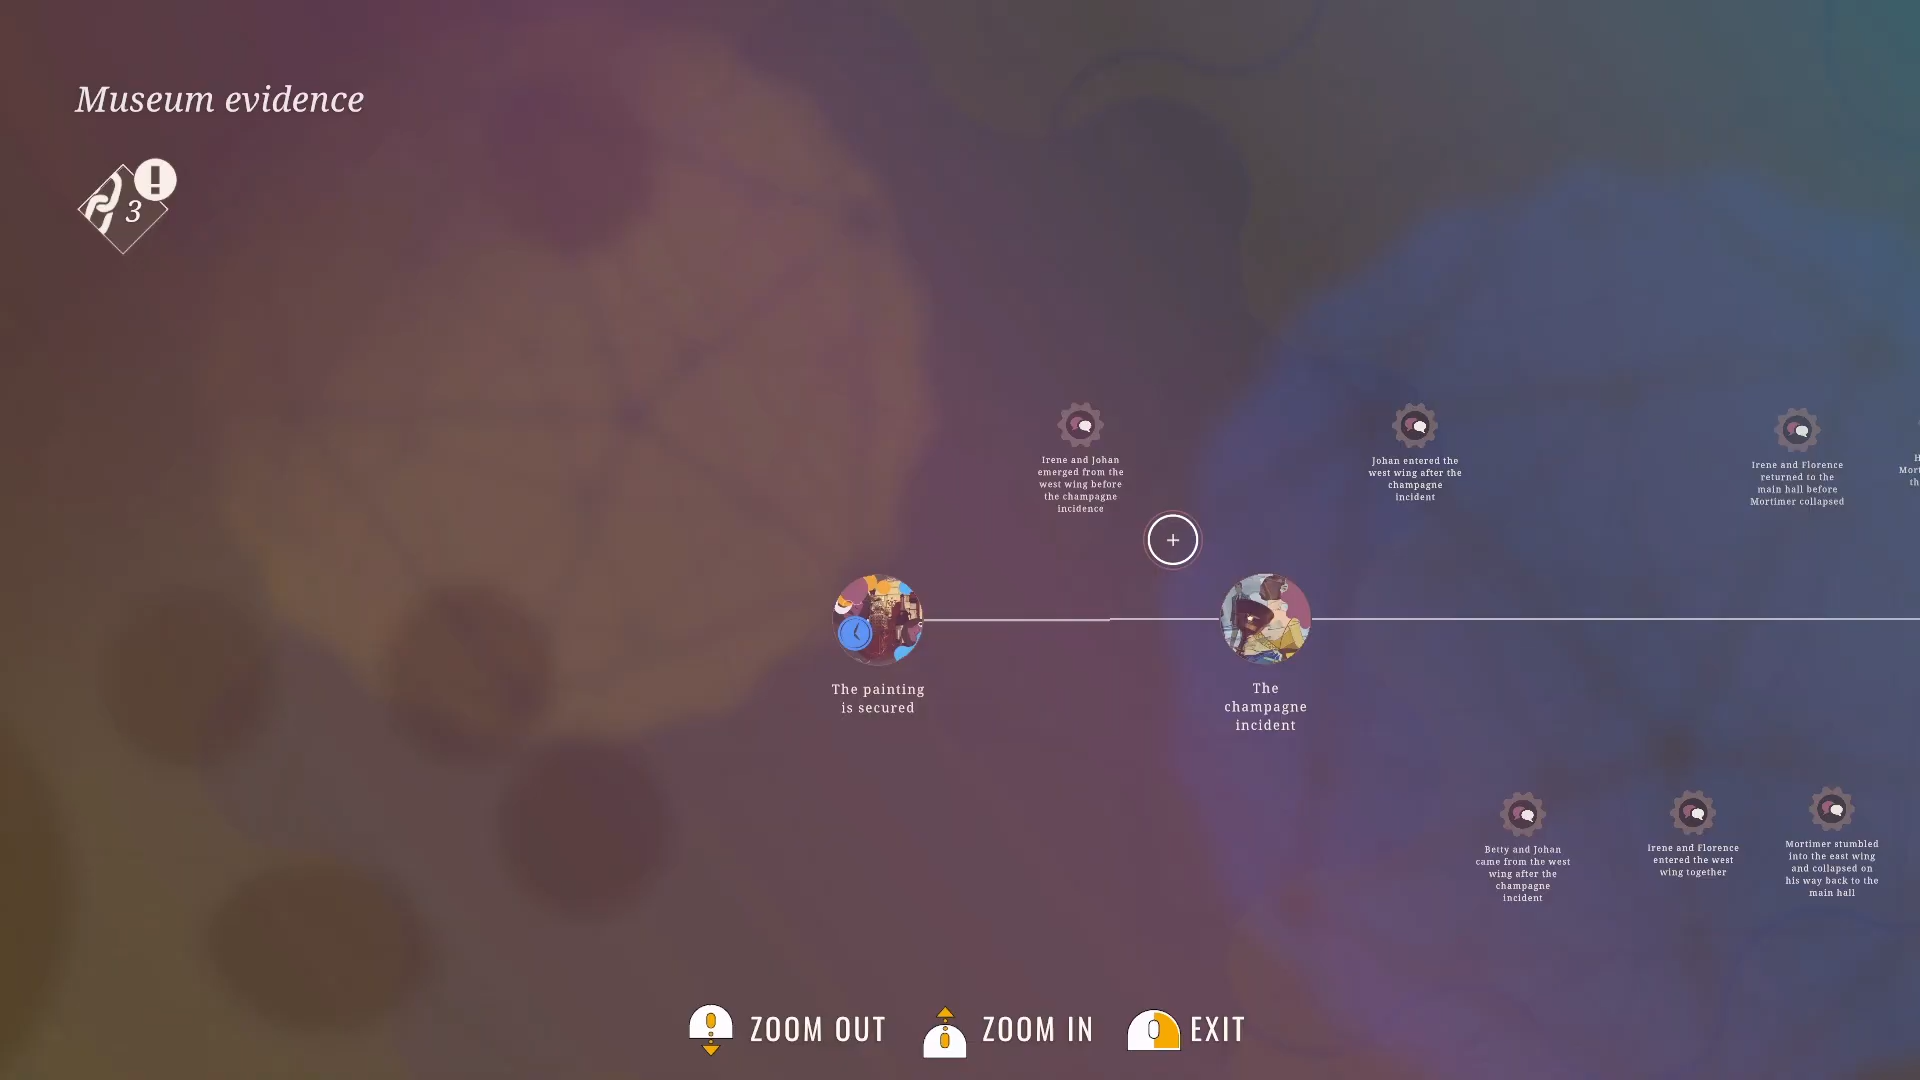 Museum evidence
3
Irene and Johan
emerged from the
west wing before
the champagne
incidence
Johan entered the
west wing after the
champagne
incident
Irene and Florence
returned to the
main hall before
Mortimer collapsed
The painting
is secured
The
champagne
incident
Betty and Johan
came from the west
wing after the
champagne
incident
Irene and Florence
entered the west
wing together
Mortimer stumbled
into the east wing
and collapsed on
his way back to the
main hall
ZOOM OUT
ZOOM IN
EXIT